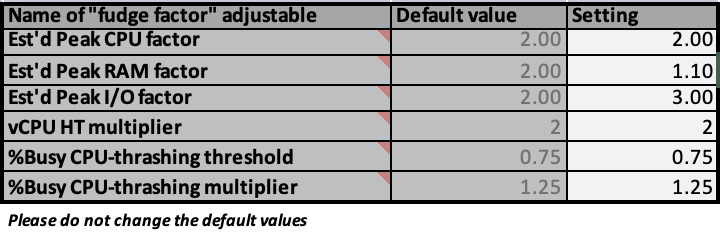 Name of "fudge factor" adjustable Default value Setting
Est'd Peak CPU factor 2.00 2.00
Est'd Peak RAM factor 2.00 1.10
Est'd Peak I/O factor 2.00 3.00
vCPU HT multiplier 2 2
%Busy CPU-thrashing threshold 0.75 0.75
%Busy CPU-thrashing multiplier 1.25 1.25
Please do not change the default values